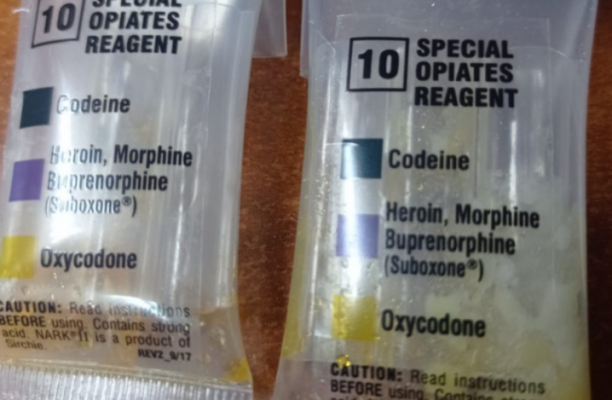 10
SPECIAL
OPIATES
REAGENT
Codeine
Heroin, Morphine
Buprenorphine
(Suboxone®)
Oxycodone
CAUTION: Read instructions
BEFORE using. Contains strong
acid. NARK® II is a product of
Sirchie.
REV2_9/17
10
SPECIAL
OPIATES
REAGENT
Codeine
Heroin, Morphine
Buprenorphine
(Suboxone®)
Oxycodone
CAUTION: Read instructions
BEFORE using. Contains strong